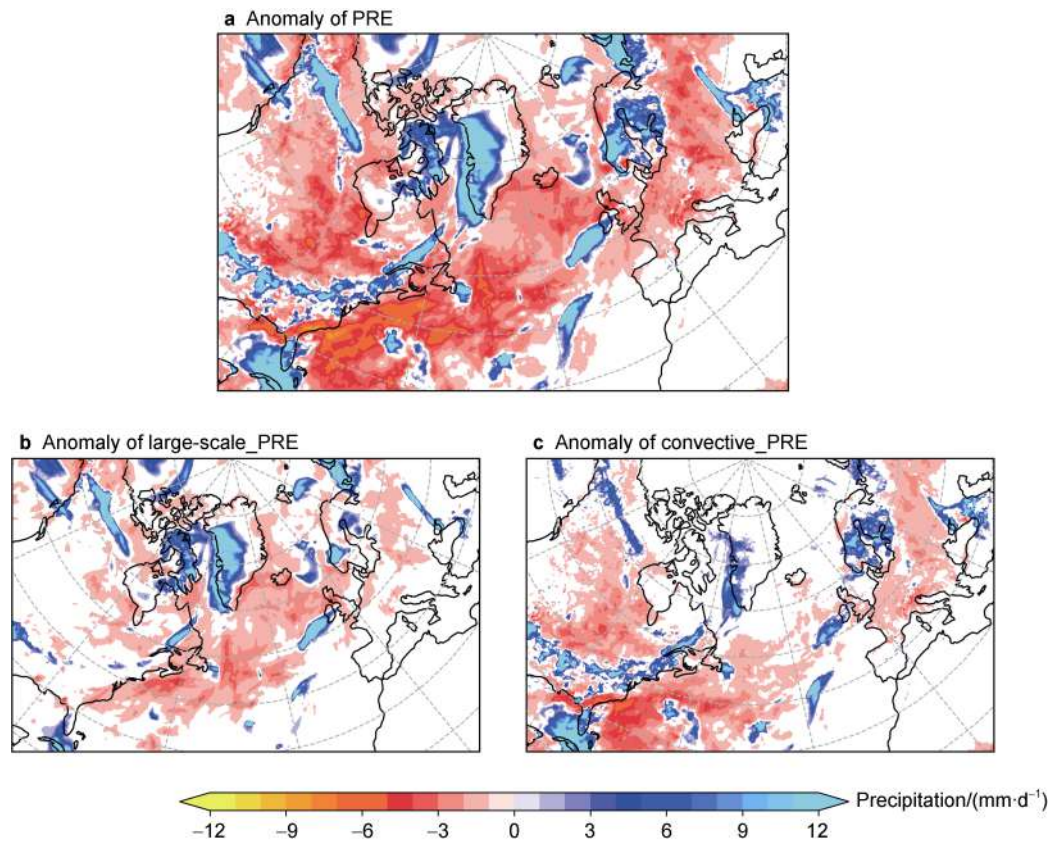 a Anomaly of PRE
b Anomaly of large-scale_PRE
c Anomaly of convective_PRE
Precipitation/(mm·d⁻¹)
−12 −9 −6 −3 0 3 6 9 12